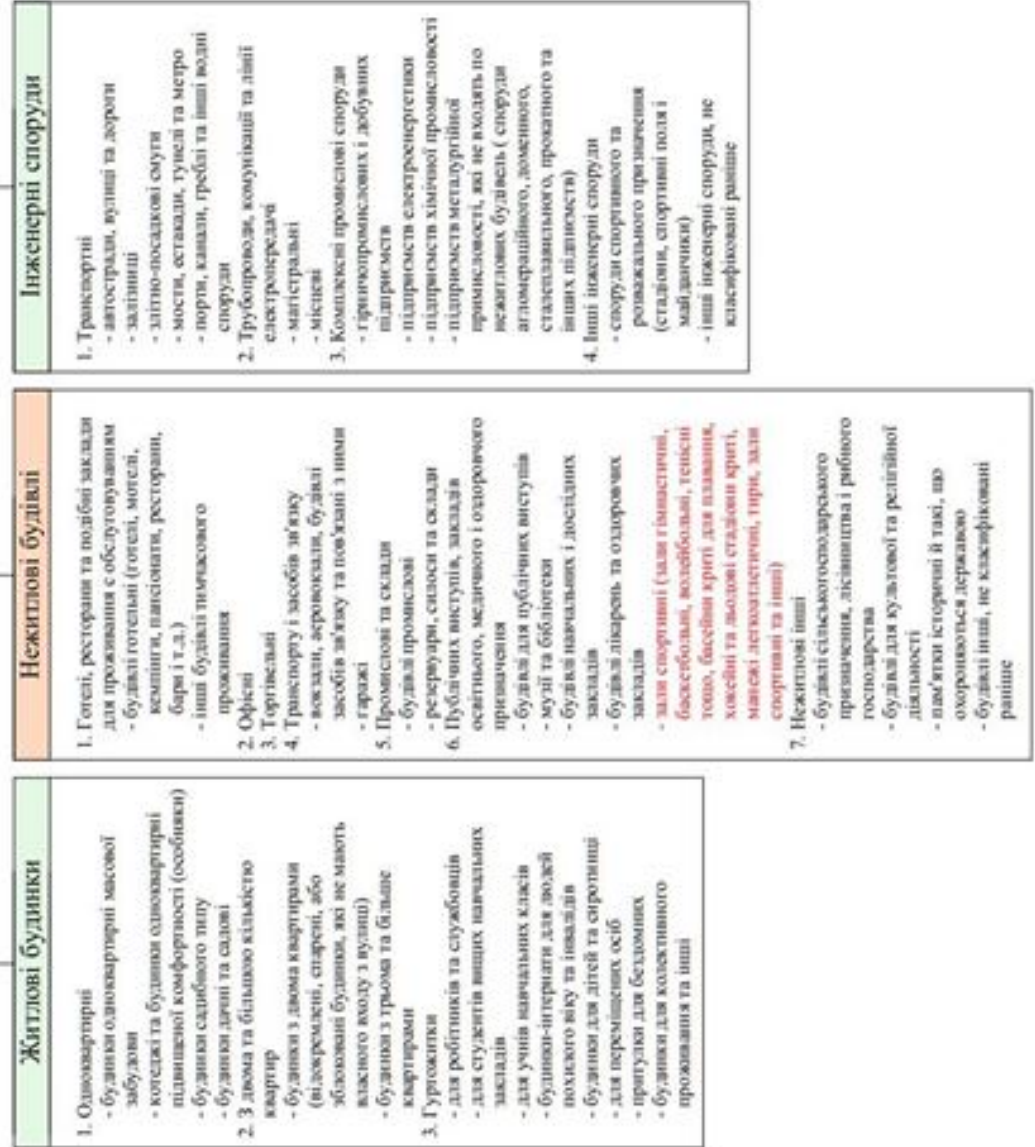 Житлові будинки
1. Одноквартирні
- будинки одноквартирні масової
забудови
- котеджі та будинки одноквартирні
підвищеної комфортності (особняки)
- будинки садибного типу
- будинки дачні та садові
2. З двома та більшою кількістю
квартир
- будинки з двома квартирами
(відокремлені, спарені, або
зблоковані будинки, які не мають
власного входу з вулиці)
- будинки з трьома та більше
квартирами
3. Гуртожитки
- для робітників та службовців
- для студентів вищих навчальних
закладів
- для учнів навчальних класів
- будинки-інтернати для людей
похилого віку та інвалідів
- будинки для дітей та сиротинці
- для переміщених осіб
- притулки для бездомних
- будинки для колективного
проживання та інші
Нежитлові будівлі
1. Готелі, ресторани та подібні заклади
для проживання с обслуговуванням
- будівлі готельні (готелі, мотелі,
кемпінги, пансіонати, ресторани,
бари і т.д.)
- інші будівлі тимчасового
проживання
2. Офісні
3. Торгівельні
4. Транспорту і засобів зв'язку
- вокзали, аеровокзали, будівлі
засобів зв'язку та пов'язані з ними
- гаражі
5. Промислові та склади
- будівлі промислові
- резервуари, силоси та склади
6. Публічних виступів, закладів
освітнього, медичного і оздоровчого
призначення
- будівлі для публічних виступів
- музії та бібліотеки
- будівлі навчальних і дослідних
закладів
- будівлі лікарень та оздоровчих
закладів
- зали спортивні (зали гімнастичні,
баскетбольні, волейбольні, тенісні
тощо, басейни криті для плавання,
хокейні та льодові стадіони криті,
манежі легкоатлетичні, тири, зали
спортивні та інші)
7. Нежитлові інші
- будівлі сільськогосподарського
призначення, лісівництва і рибного
господарства
- будівлі для культової та релігійної
діяльності
- пам'ятки історичні й такі, що
охороняються державою
- будівлі інші, не класифіковані
раніше
Інженерні споруди
1. Транспортні
- автостради, вулиці та дороги
- залізниці
- злітно-посадкові смуги
- мости, естакади, тунелі та метро
- порти, канали, греблі та інші водні
споруди
2. Трубопроводи, комунікації та лінії
електропередачі
- магістральні
- місцеві
3. Комплексні промислові споруди
- гірничопромислових і добувних
підприємств
- підприємств електроенергетики
- підприємств хімічної промисловості
- підприємств металургійної
примисловості, які не входять по
нежитлових будівель ( споруди
агломераційного, доменного,
сталеплавильного, прокатного та
інших підприємств)
4. Інші інженерні споруди
- споруди спортивного та
розважального призначення
(стадіони, спортивні поля і
майданчики)
- інші інженерні споруди, не
класифіковані раніше